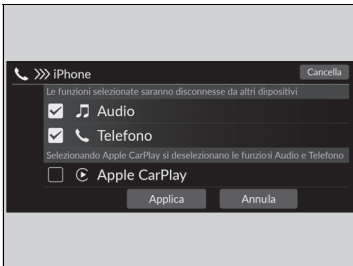 iPhone
Cancella
Le funzioni selezionate saranno disconnesse da altri dipositivi
Audio
Telefono
Selezionando Apple CarPlay si deselezionano le funzioni Audio e Telefono
Apple CarPlay
Applica
Annulla